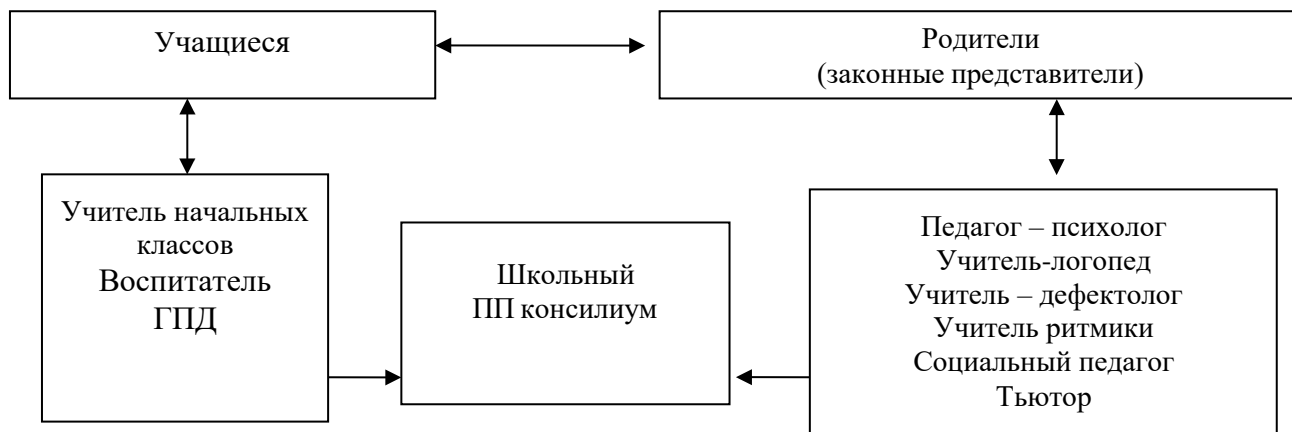 Учащиеся
Родители
(законные представители)
Учитель начальных
классов
Воспитатель
ГПД
Школьный
ПП консилиум
Педагог – психолог
Учитель-логопед
Учитель – дефектолог
Учитель ритмики
Социальный педагог
Тьютор